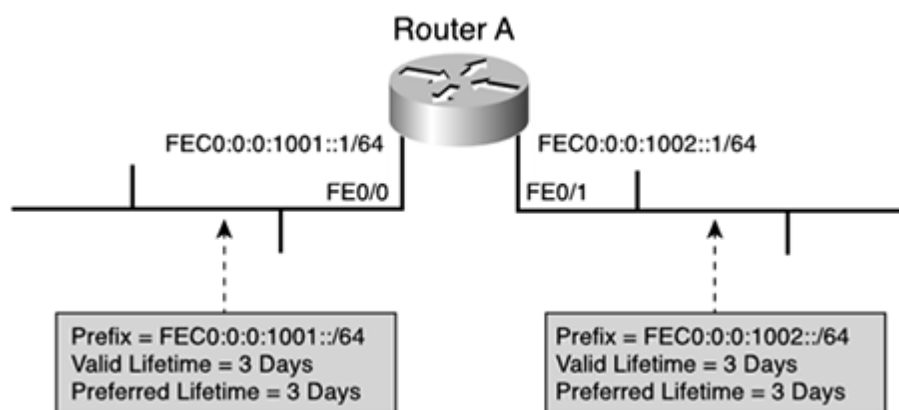 Router A
FEC0:0:0:1001::1/64
FEC0:0:0:1002::1/64
FE0/0
FE0/1
Prefix = FEC0:0:0:1001::/64
Valid Lifetime = 3 Days
Preferred Lifetime = 3 Days
Prefix = FEC0:0:0:1002::/64
Valid Lifetime = 3 Days
Preferred Lifetime = 3 Days